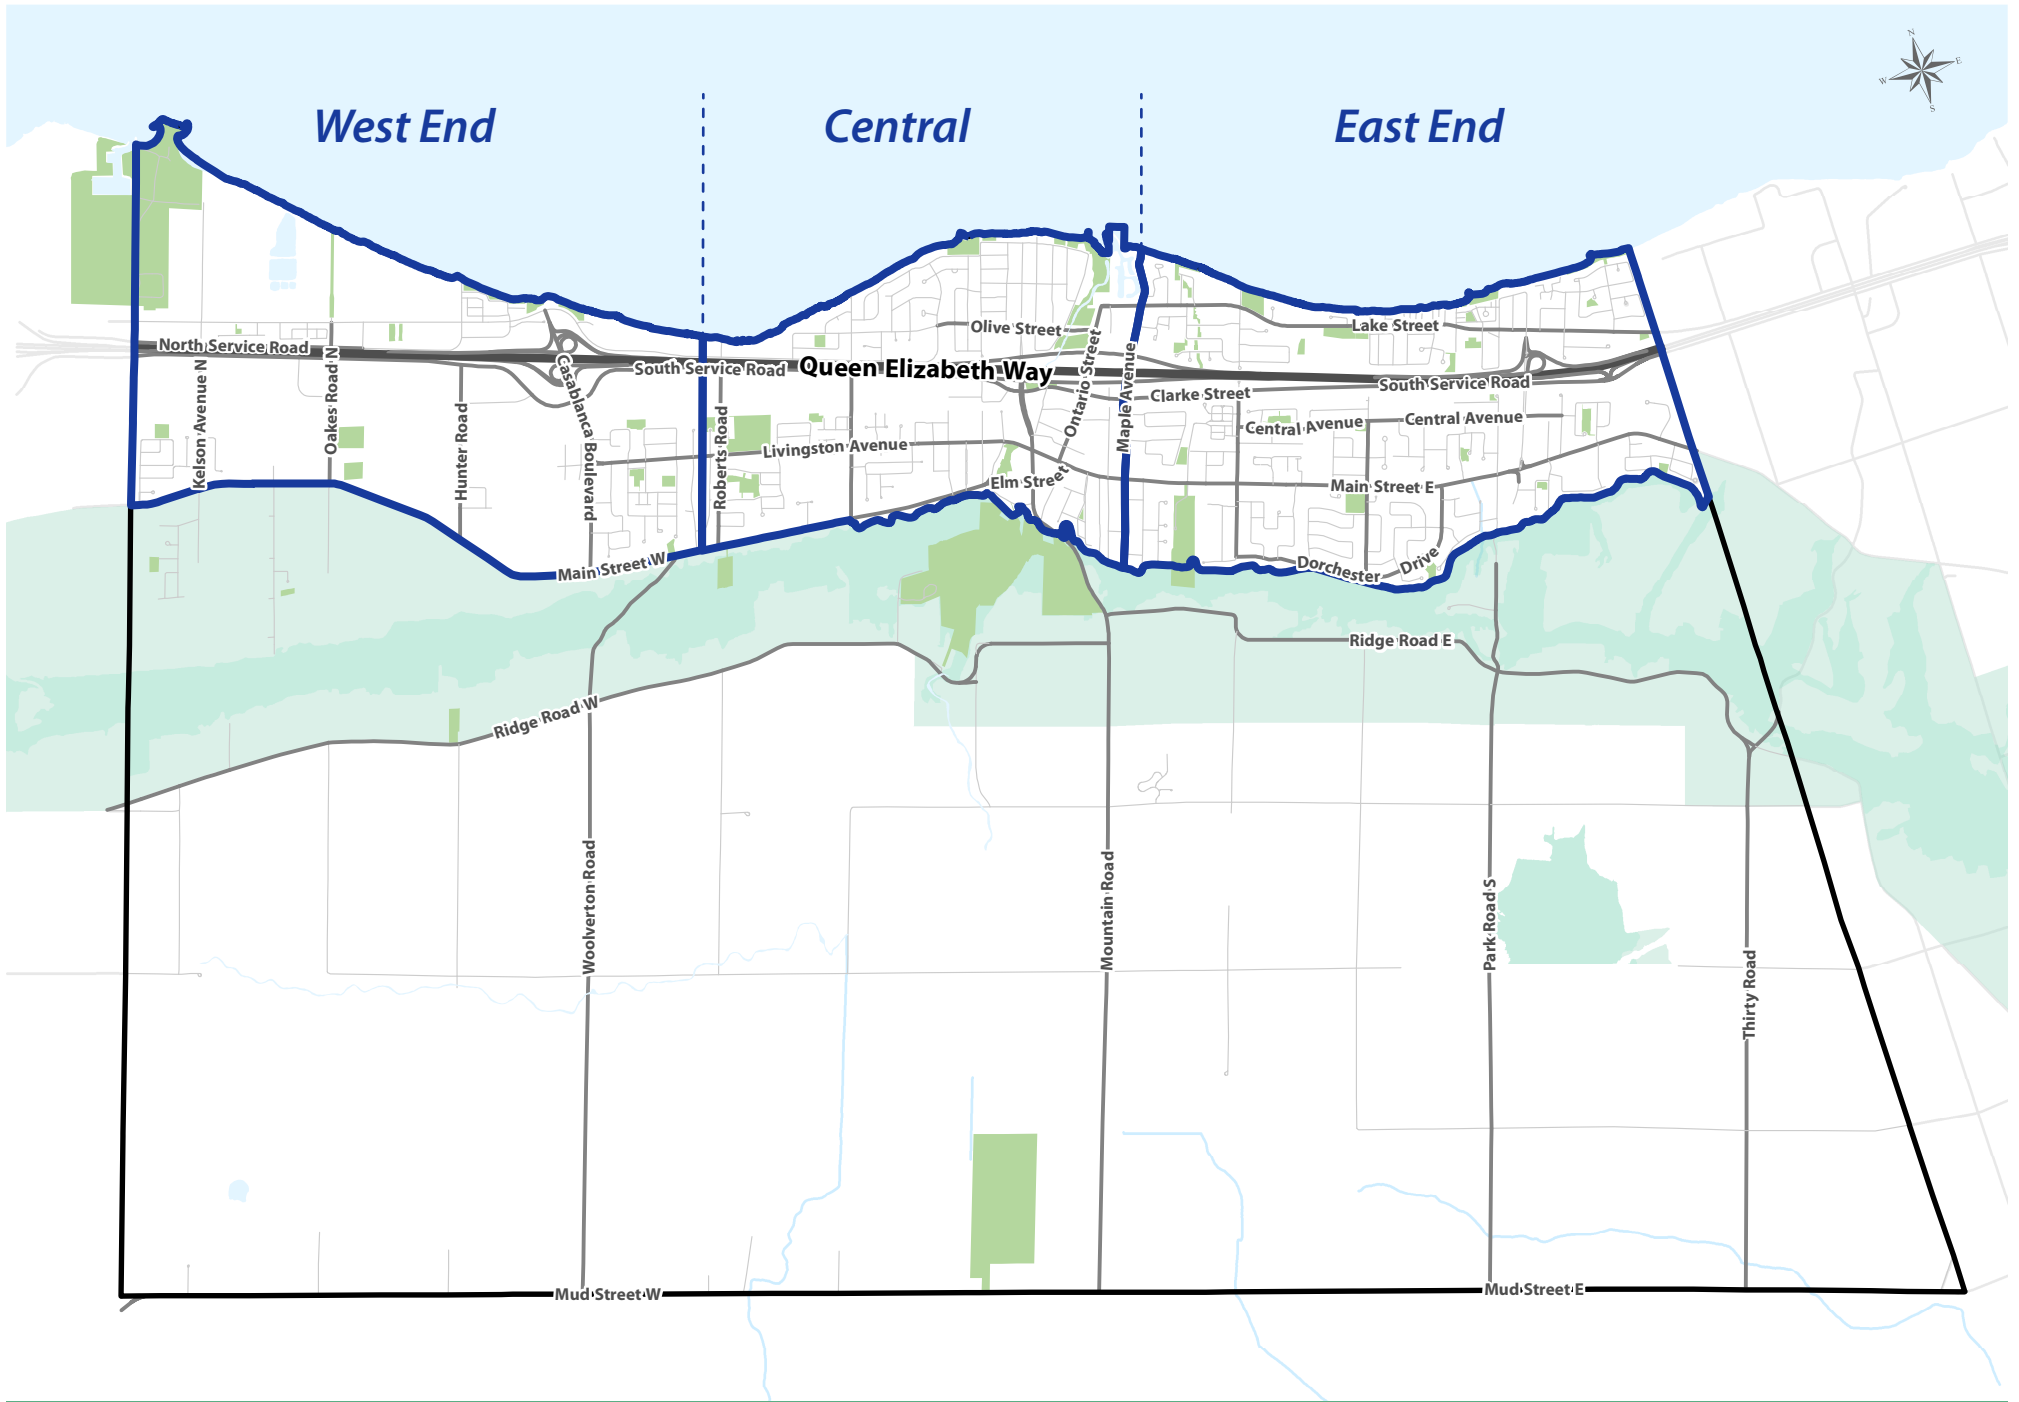 N
E
W
S
West End
Central
East End
North Service Road
Kelson Avenue N
Oakes Road N
Hunter Road
Casablanca Boulevard
South Service Road
Roberts Road
Queen Elizabeth Way
Olive Street
Ontario Street
Maple Avenue
Lake Street
South Service Road
Clarke Street
Central Avenue
Central Avenue
Livingston Avenue
Elm Street
Main Street E
Main Street W
Dorchester Drive
Ridge Road E
Ridge Road W
Woolverton Road
Mountain Road
Park Road S
Thirty Road
Mud Street W
Mud Street E